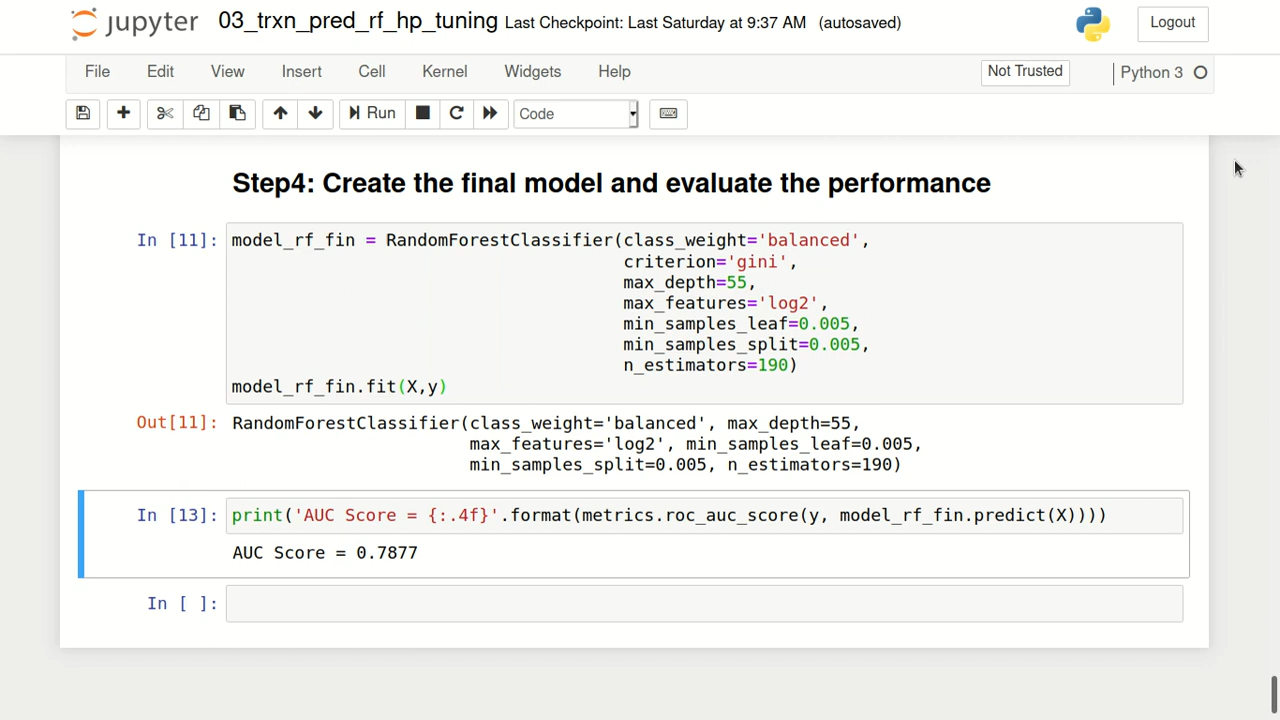 jupyter 03_trxn_pred_rf_hp_tuning Last Checkpoint: Last Saturday at 9:37 AM (autosaved) Logout
File Edit View Insert Cell Kernel Widgets Help Not Trusted Python 3
Run Code
Step4: Create the final model and evaluate the performance
In [11]: model_rf_fin = RandomForestClassifier(class_weight='balanced',
criterion='gini',
max_depth=55,
max_features='log2',
min_samples_leaf=0.005,
min_samples_split=0.005,
n_estimators=190)
model_rf_fin.fit(X,y)
Out[11]: RandomForestClassifier(class_weight='balanced', max_depth=55,
max_features='log2', min_samples_leaf=0.005,
min_samples_split=0.005, n_estimators=190)
In [13]: print('AUC Score = {:.4f}'.format(metrics.roc_auc_score(y, model_rf_fin.predict(X))))
AUC Score = 0.7877
In [ ]: